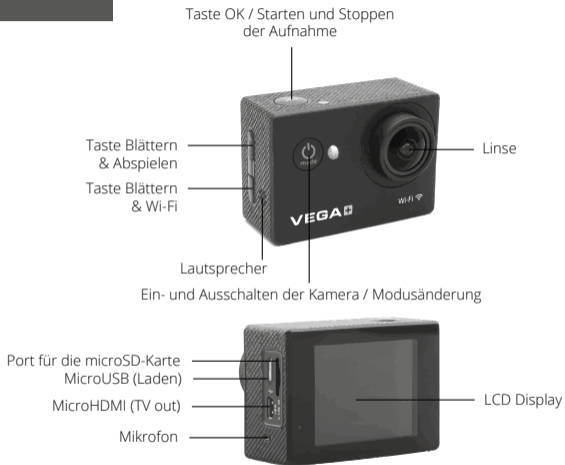 Taste OK / Starten und Stoppen
der Aufnahme
Taste Blättern
& Abspielen
Taste Blättern
& Wi-Fi
Linse
mode
Wi-Fi
VEGA+
Lautsprecher
Ein- und Ausschalten der Kamera / Modusänderung
Port für die microSD-Karte
MicroUSB (Laden)
MicroHDMI (TV out)
Mikrofon
LCD Display